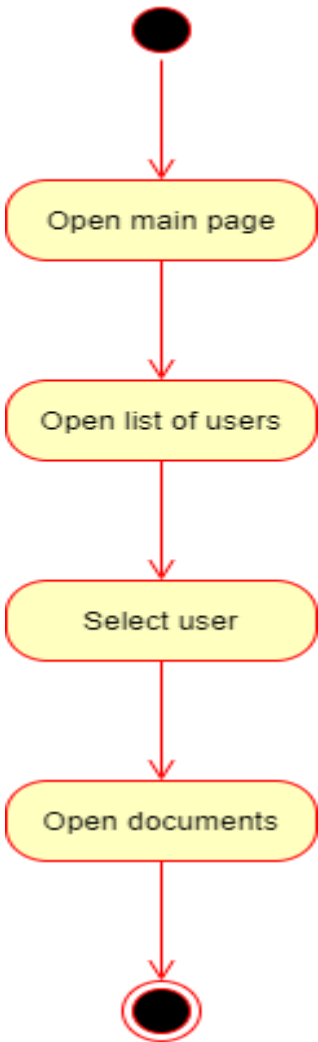 Open main page
Open list of users
Select user
Open documents